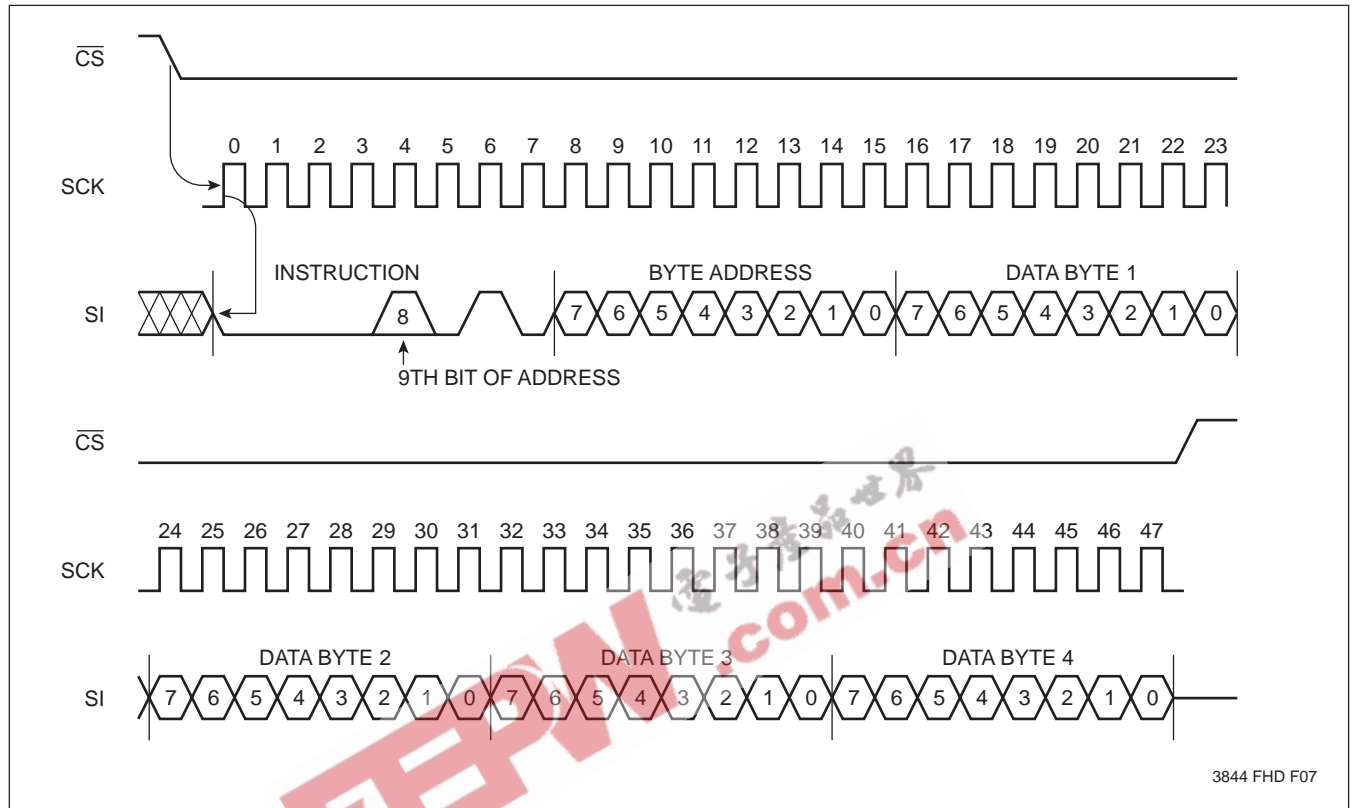 CS
0 1 2 3 4 5 6 7 8 9 10 11 12 13 14 15 16 17 18 19 20 21 22 23
SCK
INSTRUCTION BYTE ADDRESS DATA BYTE 1
SI 8 7 6 5 4 3 2 1 0 7 6 5 4 3 2 1 0
9TH BIT OF ADDRESS
CS
24 25 26 27 28 29 30 31 32 33 34 35 36 37 38 39 40 41 42 43 44 45 46 47
SCK
DATA BYTE 2 DATA BYTE 3 DATA BYTE 4
SI 7 6 5 4 3 2 1 0 7 6 5 4 3 2 1 0 7 6 5 4 3 2 1 0
3844 FHD F07
电子产品世界
.com.cn